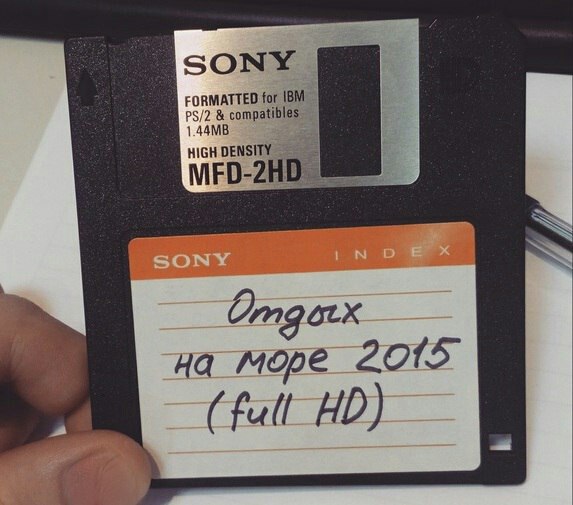 SONY
FORMATTED for IBM
PS/2 & compatibles
1.44MB
HIGH DENSITY
MFD-2HD
SONY INDEX
Отдых
на море 2015
(full HD)